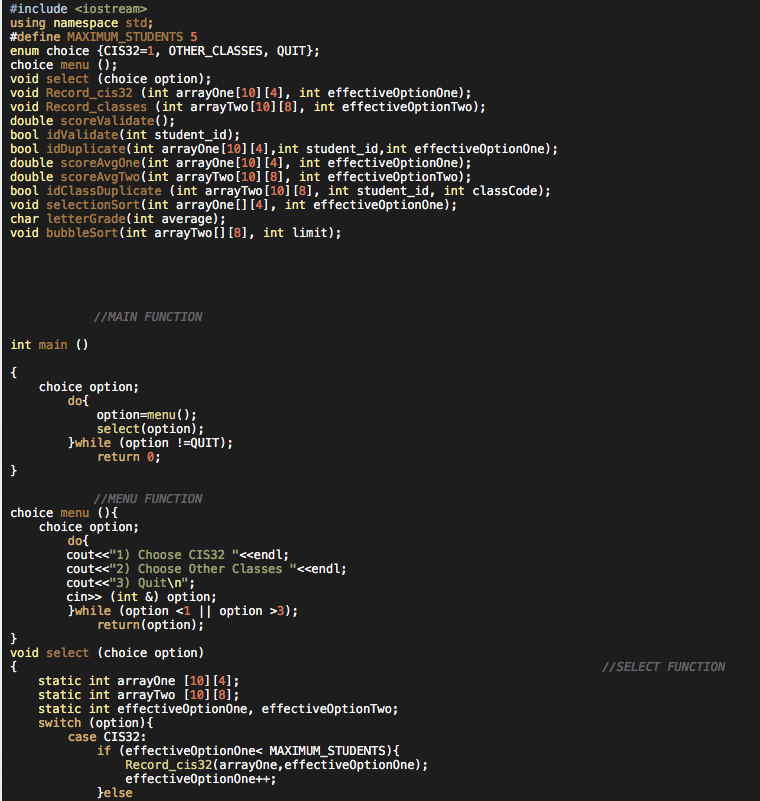 #include <iostream>
using namespace std;
#define MAXIMUM_STUDENTS 5
enum choice {CIS32=1, OTHER_CLASSES, QUIT};
choice menu ();
void select (choice option);
void Record_cis32 (int arrayOne[10][4], int effectiveOptionOne);
void Record_classes (int arrayTwo[10][8], int effectiveOptionTwo);
double scoreValidate();
bool idValidate(int student_id);
bool idDuplicate(int arrayOne[10][4],int student_id,int effectiveOptionOne);
double scoreAvgOne(int arrayOne[10][4], int effectiveOptionOne);
double scoreAvgTwo(int arrayTwo[10][8], int effectiveOptionTwo);
bool idClassDuplicate (int arrayTwo[10][8], int student_id, int classCode);
void selectionSort(int arrayOne[][4], int effectiveOptionOne);
char letterGrade(int average);
void bubbleSort(int arrayTwo[][8], int limit);
//MAIN FUNCTION
int main ()
{
    choice option;
        do{
            option=menu();
            select(option);
        }while (option !=QUIT);
            return 0;
}
//MENU FUNCTION
choice menu (){
    choice option;
        do{
        cout<<"1) Choose CIS32 "<<endl;
        cout<<"2) Choose Other Classes "<<endl;
        cout<<"3) Quit\n";
        cin>> (int &) option;
        }while (option <1 || option >3);
            return(option);
}
void select (choice option)
{ //SELECT FUNCTION
    static int arrayOne [10][4];
    static int arrayTwo [10][8];
    static int effectiveOptionOne, effectiveOptionTwo;
    switch (option){
        case CIS32:
            if (effectiveOptionOne< MAXIMUM_STUDENTS){
                Record_cis32(arrayOne,effectiveOptionOne);
                effectiveOptionOne++;
            }else